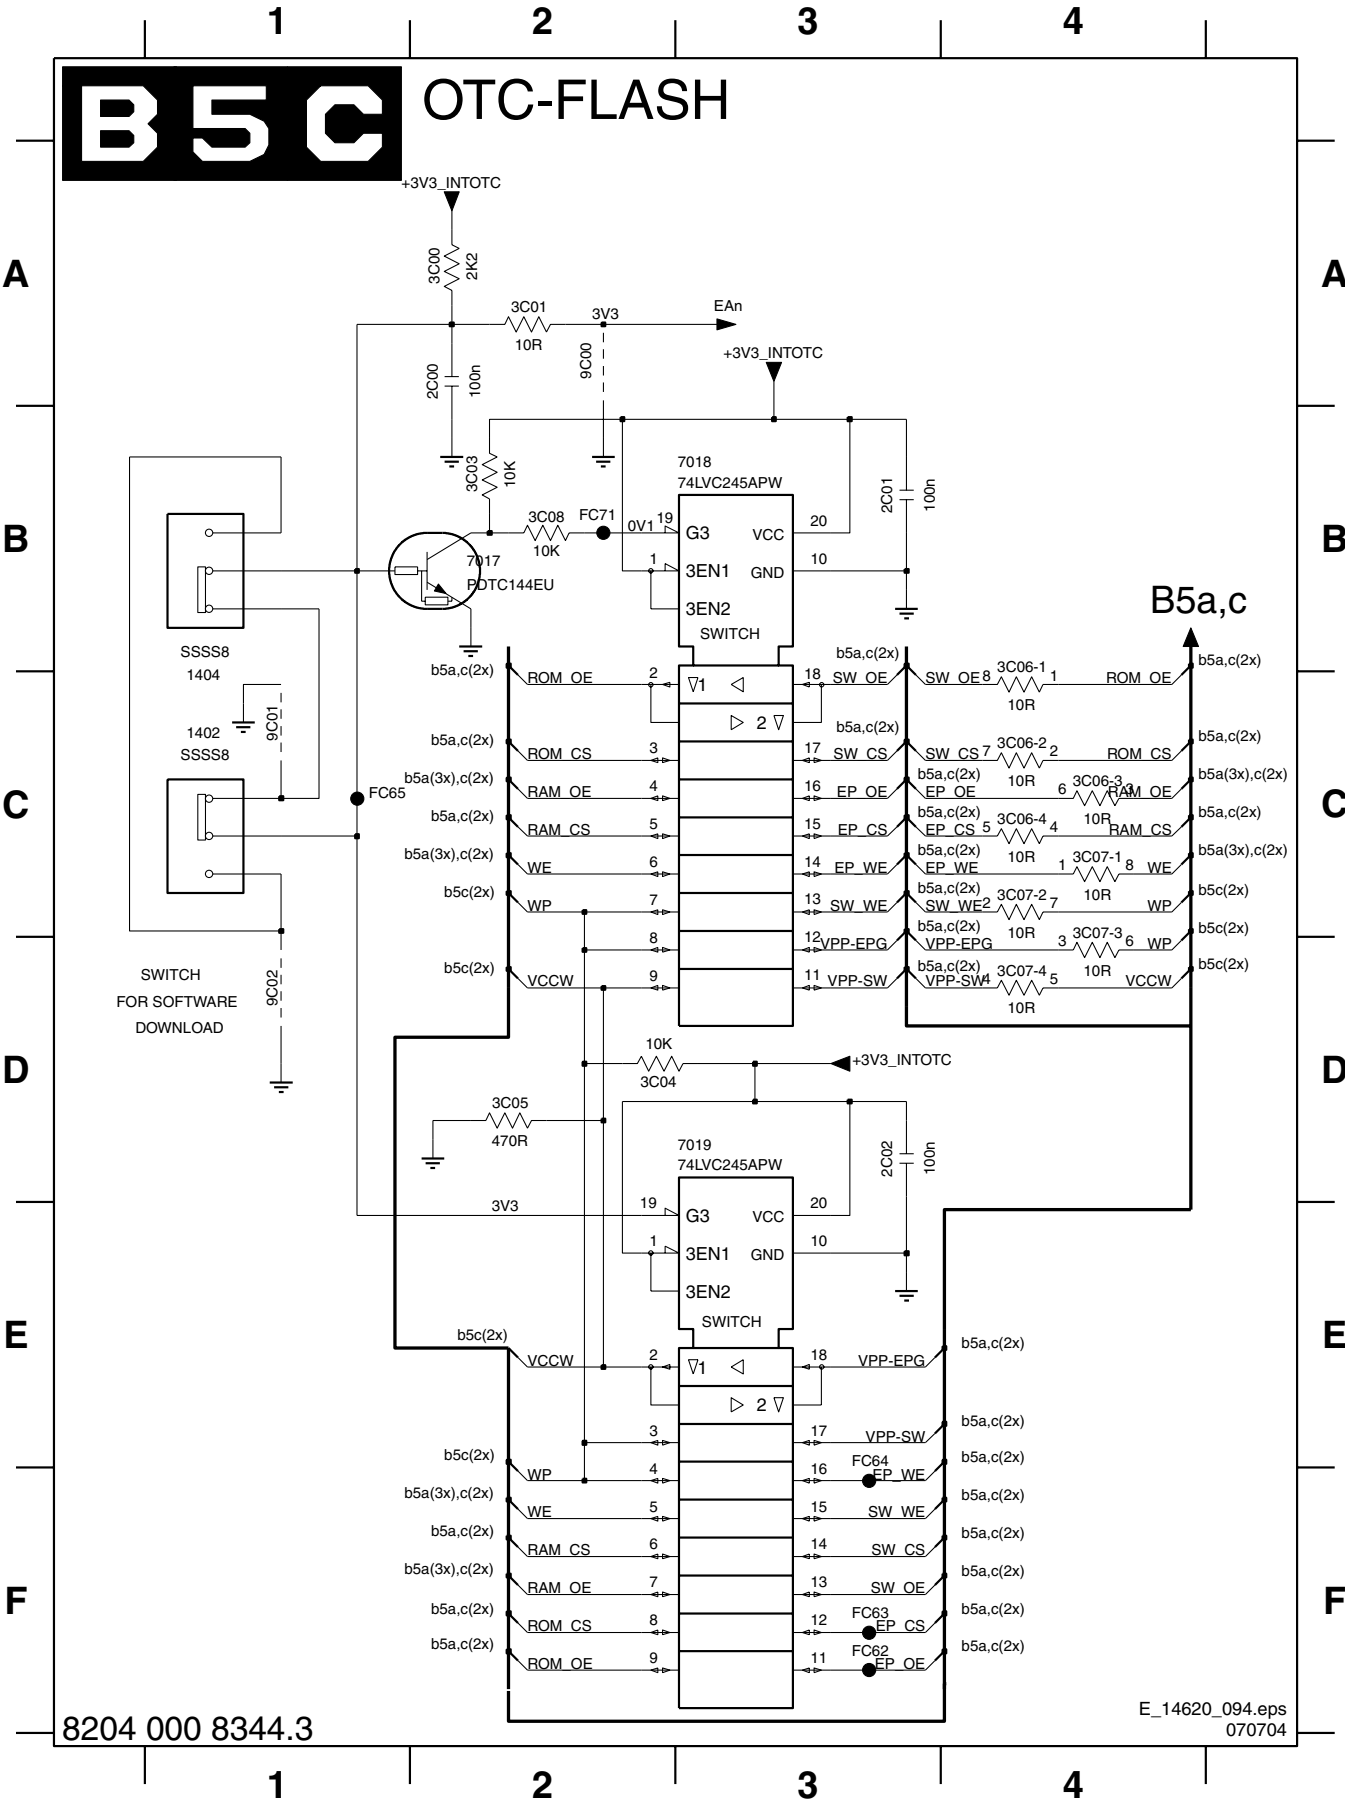 1 2 3 4
B5C OTC-FLASH
+3V3_INTOTC
A A
3C00 2K2
3C01
10R
3V3
EAn
9C00
+3V3_INTOTC
2C00 100n
3C03 10K
7018
74LVC245APW
2C01 100n
B B
3C08
10K
FC71
0V1
19 G3 VCC 20
1 3EN1 GND 10
3EN2
SWITCH
7017
PDTC144EU
SSSS8
1404
B5a,c
b5a,c(2x) ROM_OE 2 1 18 SW_OE b5a,c(2x) SW_OE 8 3C06-1 1 10R ROM_OE b5a,c(2x)
2
9C01
1402
SSSS8
b5a,c(2x) ROM_CS 3 17 SW_CS b5a,c(2x) SW_CS 7 3C06-2 2 10R ROM_CS b5a,c(2x)
C C
FC65
b5a(3x),c(2x) RAM_OE 4 16 EP_OE b5a,c(2x) EP_OE 6 3C06-3 3 10R RAM_OE b5a(3x),c(2x)
b5a,c(2x) RAM_CS 5 15 EP_CS b5a,c(2x) EP_CS 5 3C06-4 4 10R RAM_CS b5a,c(2x)
b5a(3x),c(2x) WE 6 14 EP_WE b5a,c(2x) EP_WE 1 3C07-1 8 10R WE b5a(3x),c(2x)
b5c(2x) WP 7 13 SW_WE b5a,c(2x) SW_WE 2 3C07-2 7 10R WP b5c(2x)
8 12 VPP-EPG b5a,c(2x) VPP-EPG 3 3C07-3 6 10R WP b5c(2x)
b5c(2x) VCCW 9 11 VPP-SW b5a,c(2x) VPP-SW 4 3C07-4 5 10R VCCW b5c(2x)
SWITCH
FOR SOFTWARE
DOWNLOAD
9C02
D D
10K
3C04
+3V3_INTOTC
3C05
470R
7019
74LVC245APW
2C02 100n
3V3 19 G3 VCC 20
1 3EN1 GND 10
3EN2
SWITCH
E E
b5c(2x) VCCW 2 1 18 VPP-EPG b5a,c(2x)
2
3 17 VPP-SW b5a,c(2x)
b5c(2x) WP 4 16 FC64 EP_WE b5a,c(2x)
b5a(3x),c(2x) WE 5 15 SW_WE b5a,c(2x)
b5a,c(2x) RAM_CS 6 14 SW_CS b5a,c(2x)
F F
b5a(3x),c(2x) RAM_OE 7 13 SW_OE b5a,c(2x)
b5a,c(2x) ROM_CS 8 12 FC63 EP_CS b5a,c(2x)
b5a,c(2x) ROM_OE 9 11 FC62 EP_OE b5a,c(2x)
8204 000 8344.3
E_14620_094.eps
070704
1 2 3 4